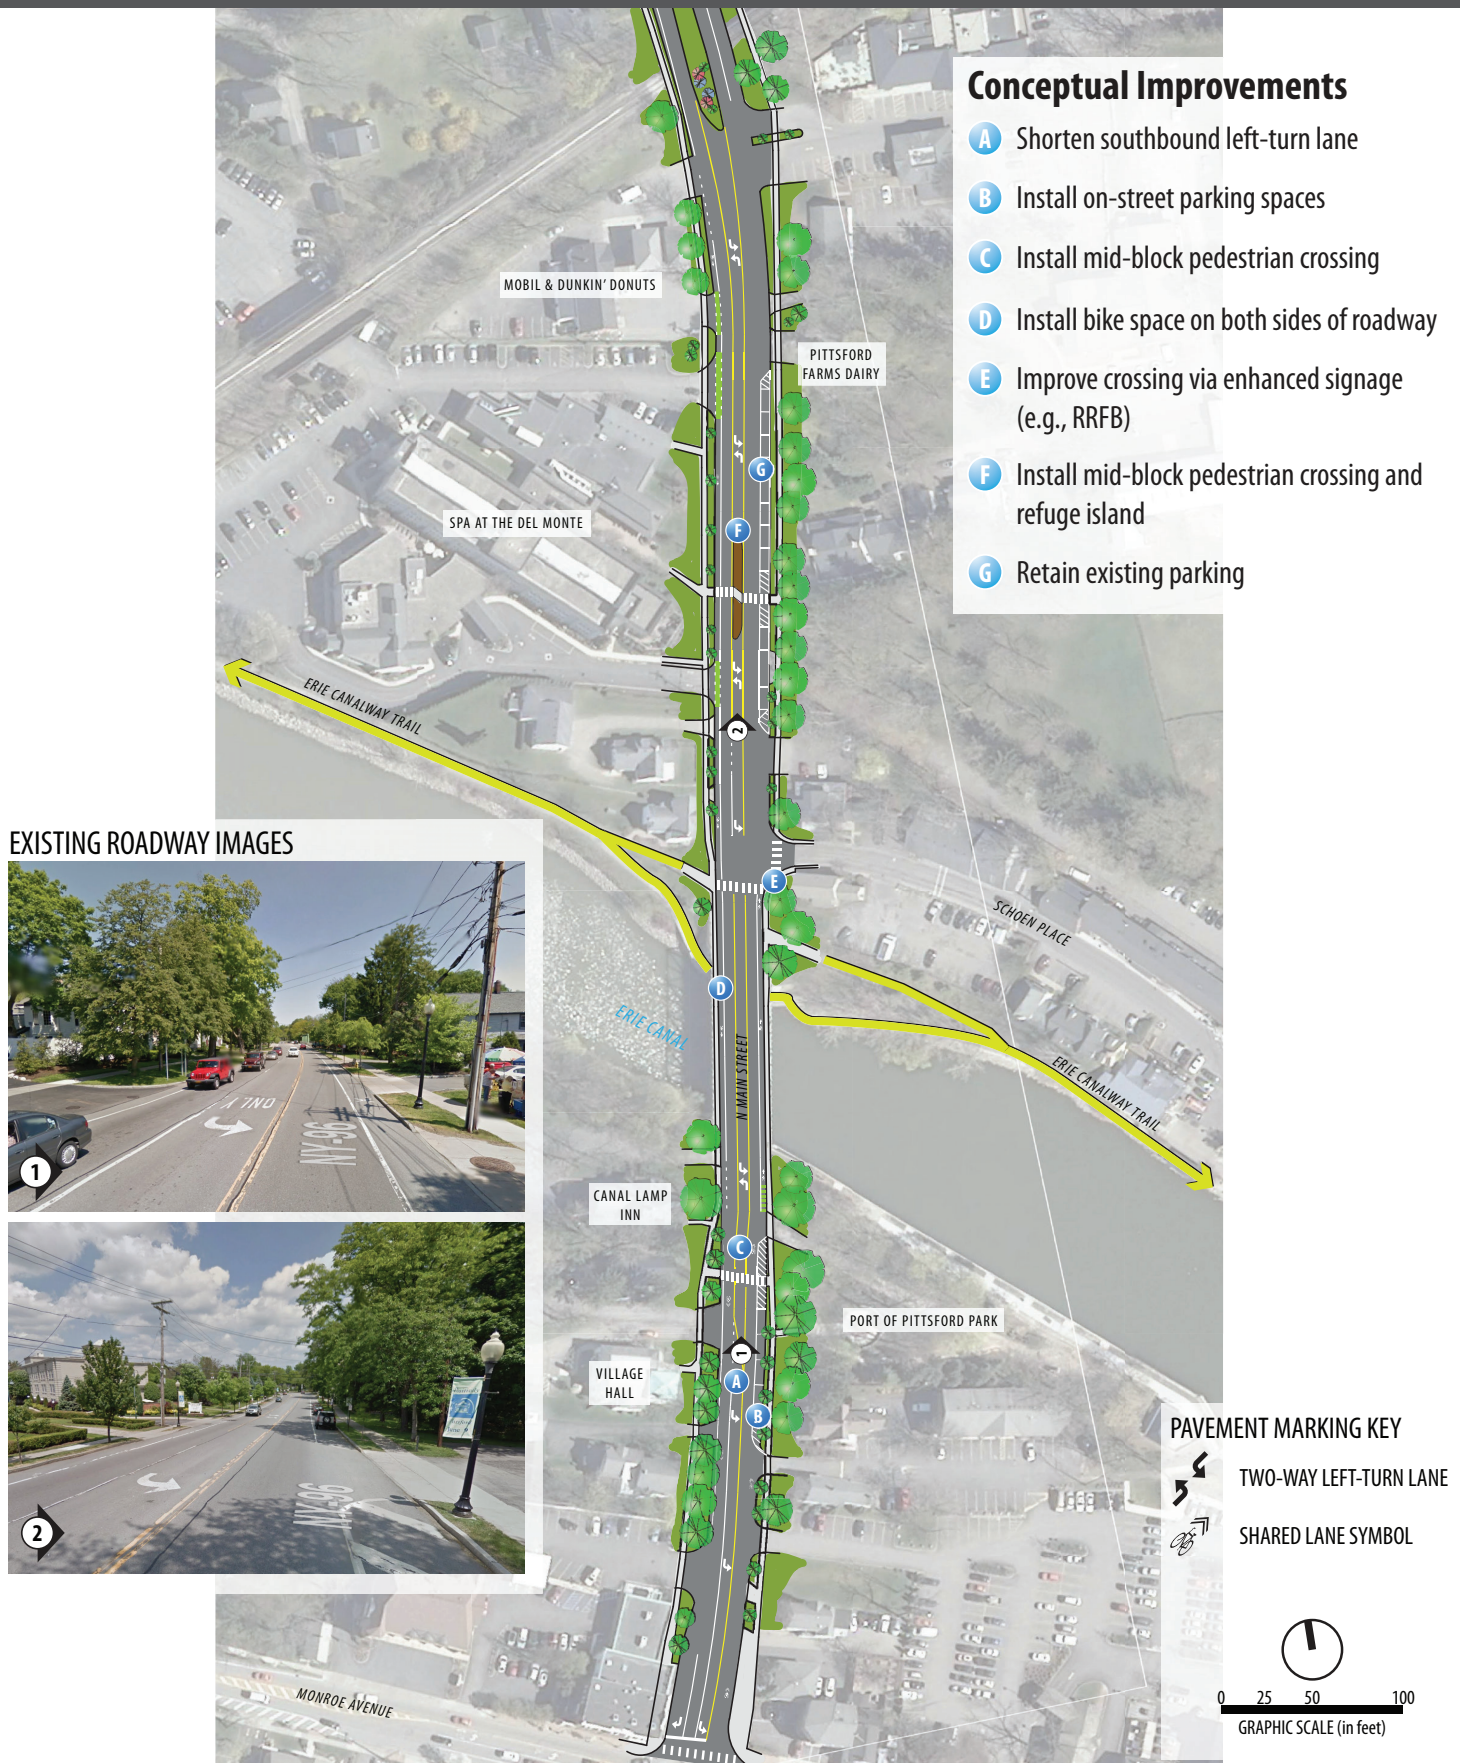 Conceptual Improvements
A Shorten southbound left-turn lane
B Install on-street parking spaces
C Install mid-block pedestrian crossing
D Install bike space on both sides of roadway
E Improve crossing via enhanced signage
(e.g., RRFB)
F Install mid-block pedestrian crossing and
refuge island
G Retain existing parking
MOBIL & DUNKIN' DONUTS
PITTSFORD
FARMS DAIRY
G
SPA AT THE DEL MONTE
F
ERIE CANALWAY TRAIL
2
E
SCHOEN PLACE
D
ERIE CANAL
N MAIN STREET
ERIE CANALWAY TRAIL
CANAL LAMP
INN
C
PORT OF PITTSFORD PARK
1
VILLAGE
HALL
A
B
MONROE AVENUE
EXISTING ROADWAY IMAGES
ONLY
NY-96
1
NY-96
2
PAVEMENT MARKING KEY
TWO-WAY LEFT-TURN LANE
SHARED LANE SYMBOL
0 25 50 100
GRAPHIC SCALE (in feet)